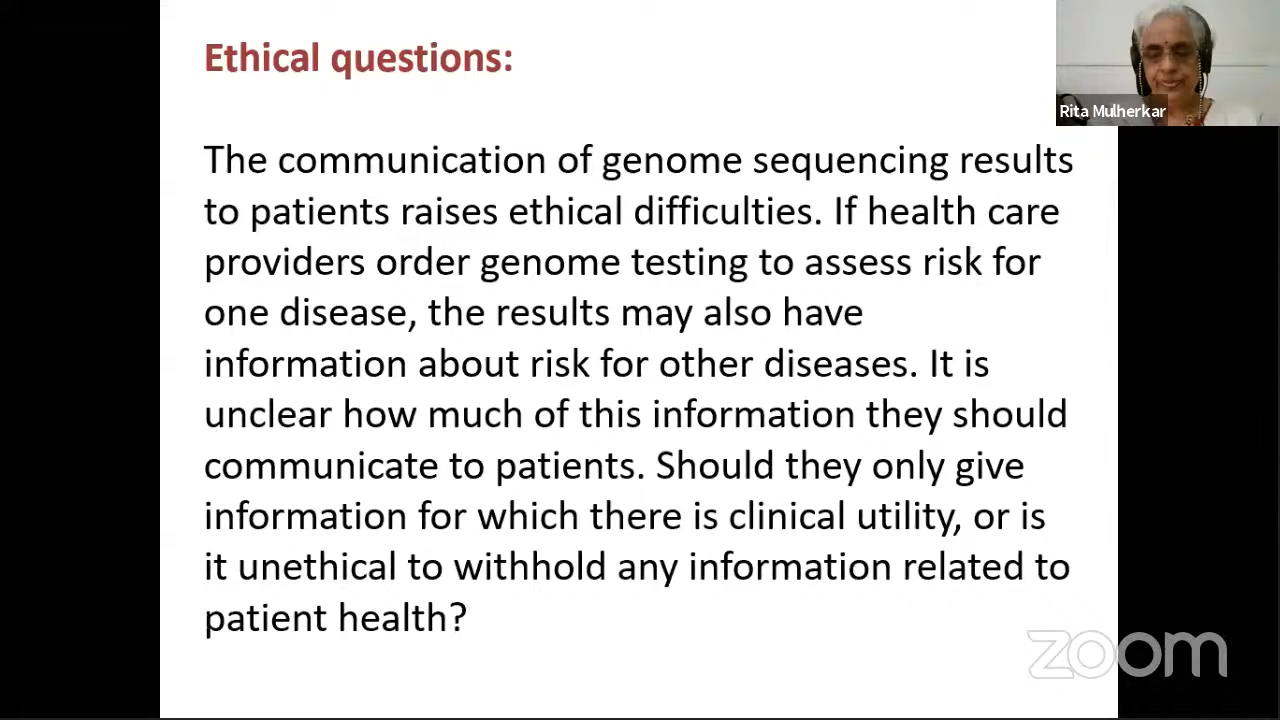 Ethical questions:
Rita Mulherkar
The communication of genome sequencing results
to patients raises ethical difficulties. If health care
providers order genome testing to assess risk for
one disease, the results may also have
information about risk for other diseases. It is
unclear how much of this information they should
communicate to patients. Should they only give
information for which there is clinical utility, or is
it unethical to withhold any information related to
patient health?
zoom